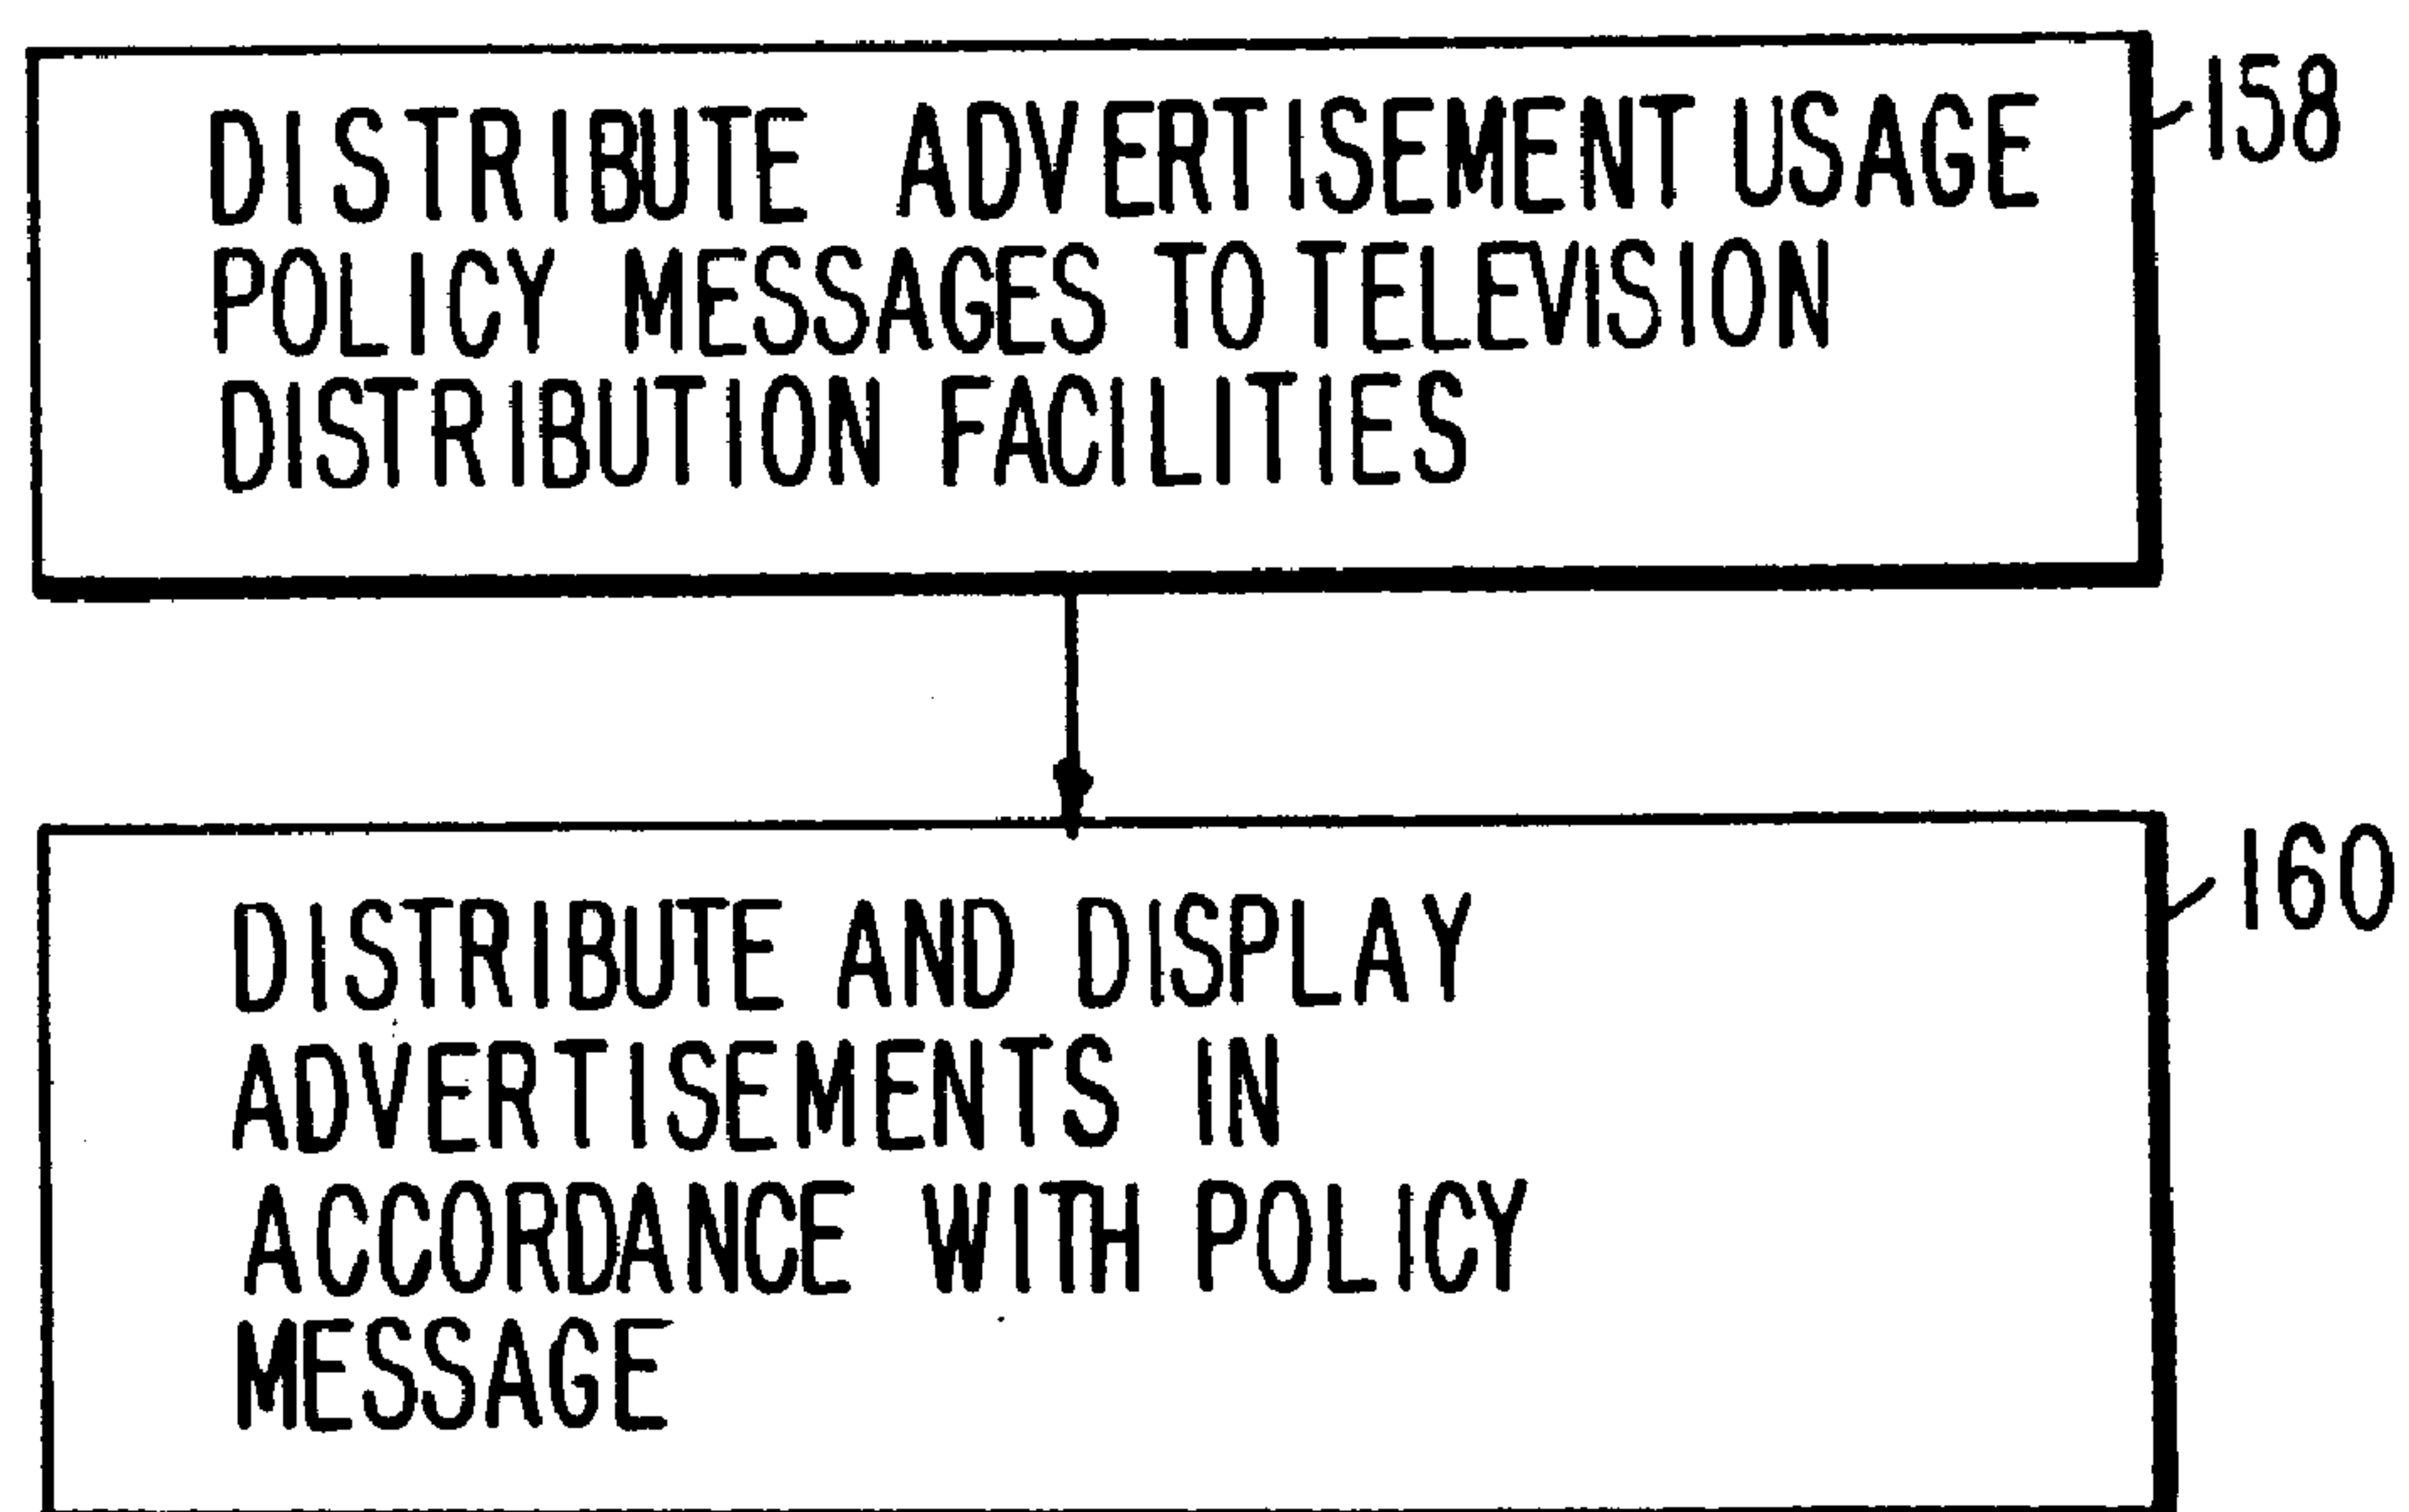 DISTRIBUTE ADVERTISEMENT USAGE
POLICY MESSAGES TO TELEVISION
DISTRIBUTION FACILITIES
158
DISTRIBUTE AND DISPLAY
ADVERTISEMENTS IN
ACCORDANCE WITH POLICY
MESSAGE
160